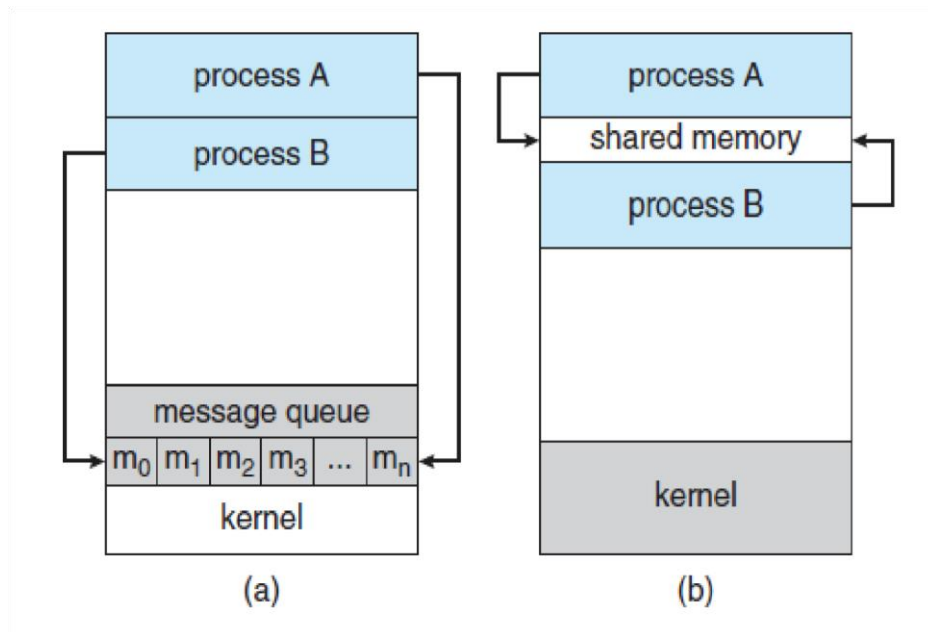 process A
process B
message queue
m₀ m₁ m₂ m₃ ... mₙ
kernel
(a)
process A
shared memory
process B
kernel
(b)